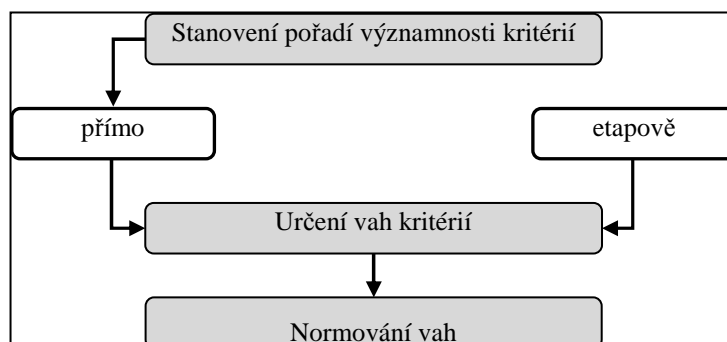 Stanovení pořadí významnosti kritérií
přímo
etapově
Určení vah kritérií
Normování vah